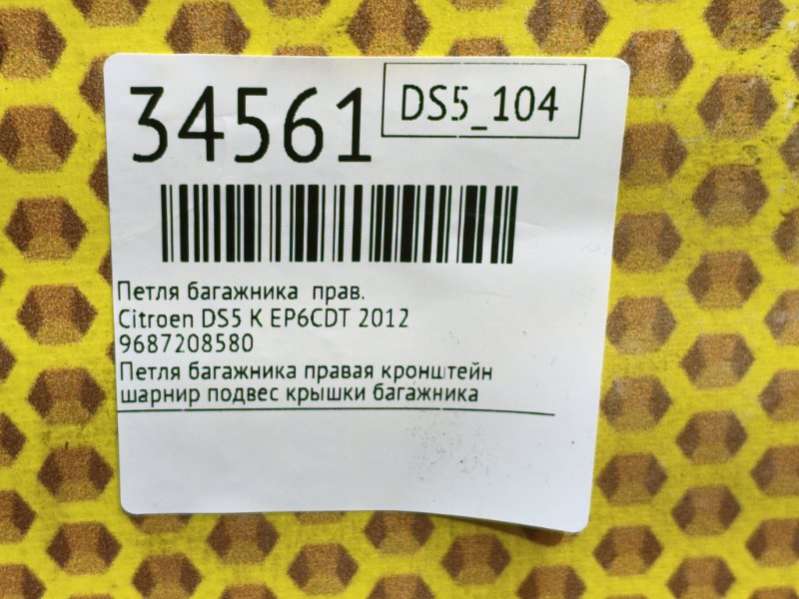 34561
DS5_104
Петля багажника прав.
Citroen DS5 K EP6CDT 2012
9687208580
Петля багажника правая кронштейн
шарнир подвес крышки багажника